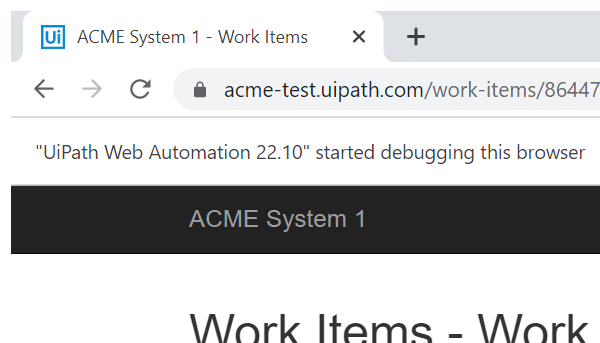 Ui ACME System 1 - Work Items
acme-test.uipath.com/work-items/86447
"UiPath Web Automation 22.10" started debugging this browser
ACME System 1
Work Items - Work